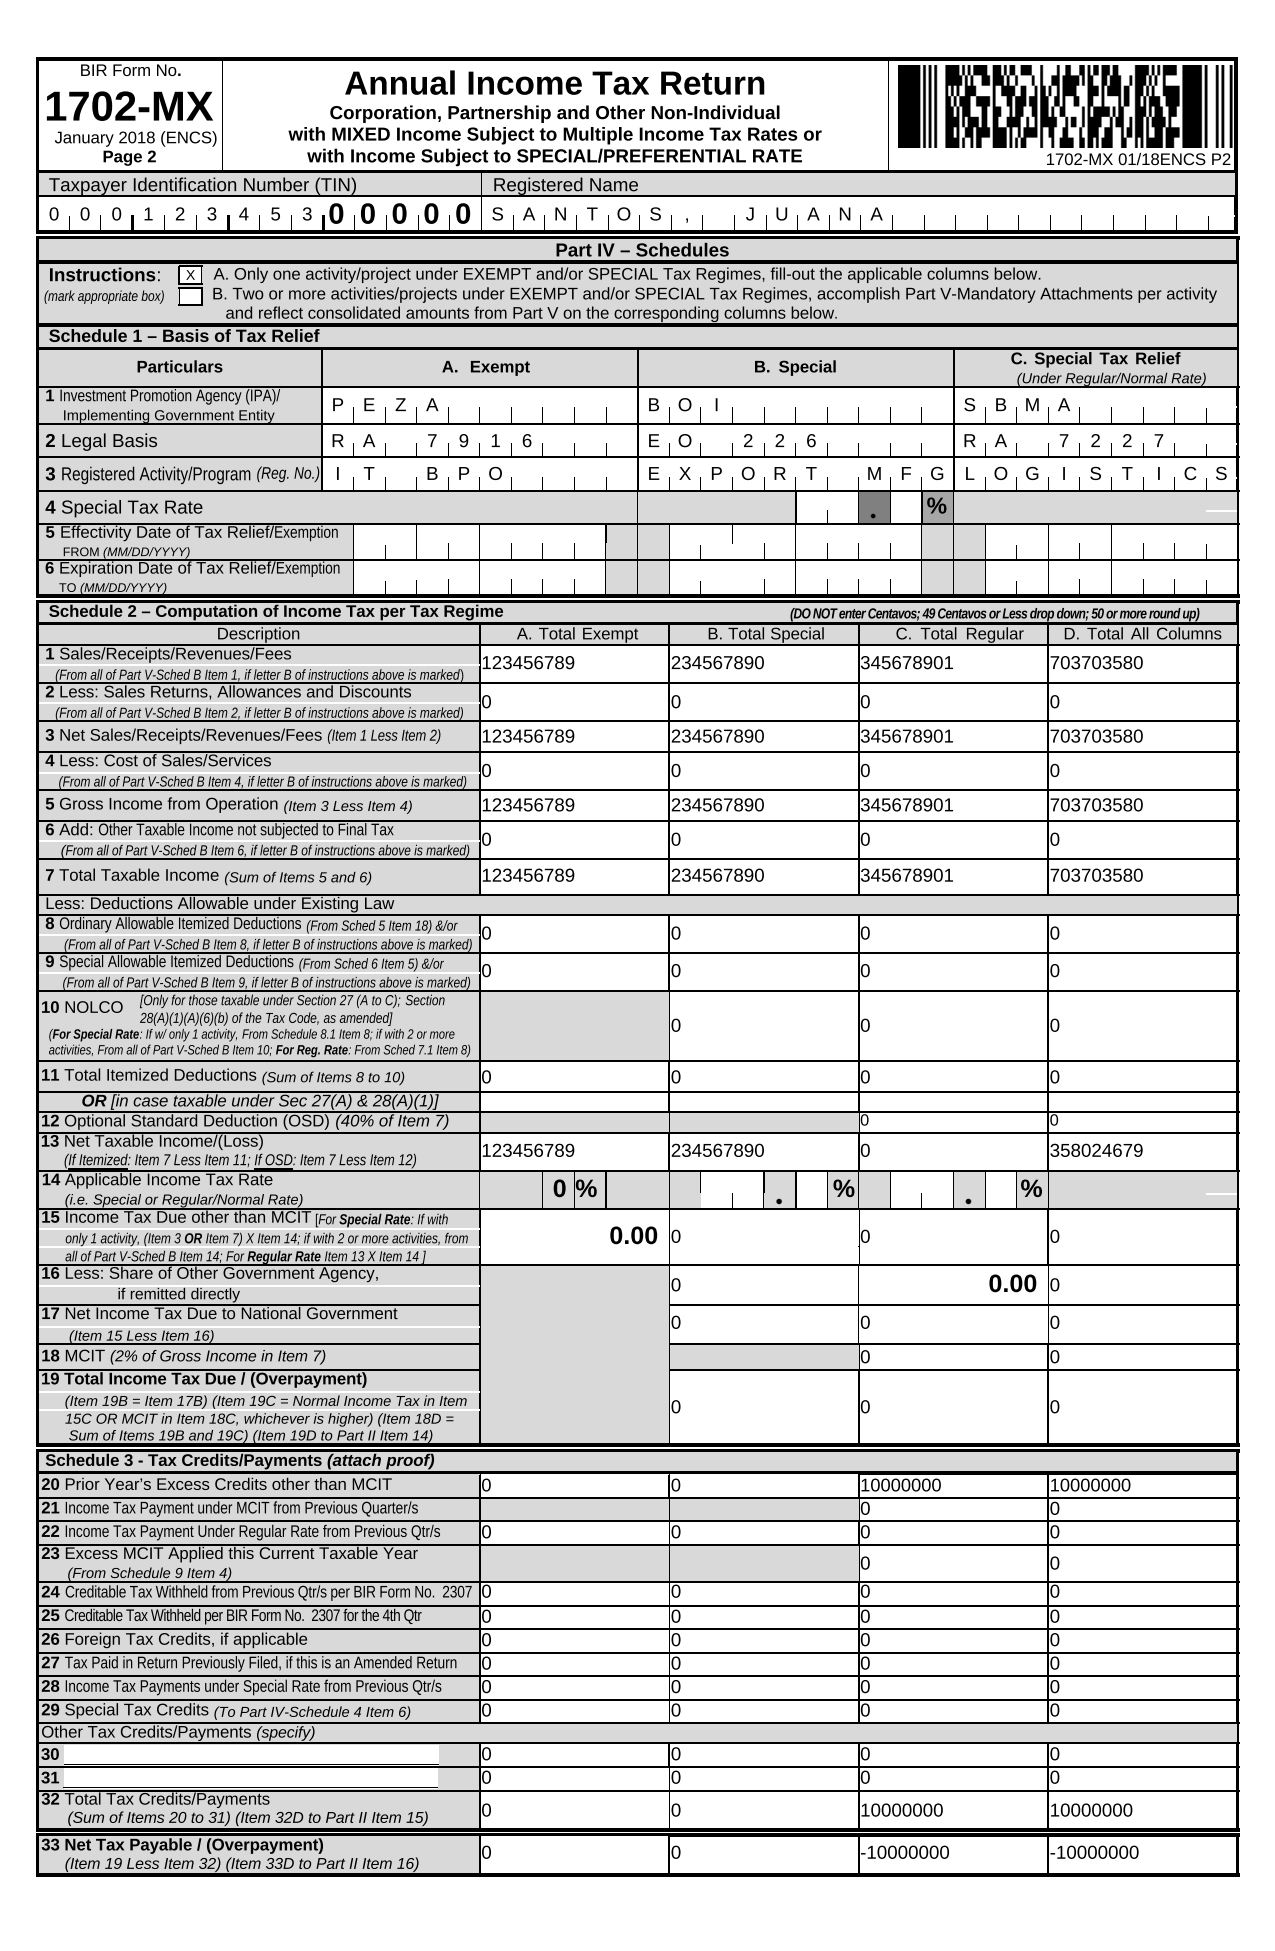 BIR Form No.
1702-MX
January 2018 (ENCS)
Page 2
Annual Income Tax Return
Corporation, Partnership and Other Non-Individual
with MIXED Income Subject to Multiple Income Tax Rates or
with Income Subject to SPECIAL/PREFERENTIAL RATE
1702-MX 01/18ENCS P2
Taxpayer Identification Number (TIN) Registered Name
0 0 0 1 2 3 4 5 3 0 0 0 0 0 S A N T O S , J U A N A
Part IV – Schedules
Instructions: X A. Only one activity/project under EXEMPT and/or SPECIAL Tax Regimes, fill-out the applicable columns below.
(mark appropriate box) B. Two or more activities/projects under EXEMPT and/or SPECIAL Tax Regimes, accomplish Part V-Mandatory Attachments per activity
and reflect consolidated amounts from Part V on the corresponding columns below.
Schedule 1 – Basis of Tax Relief
Particulars A. Exempt B. Special C. Special Tax Relief
(Under Regular/Normal Rate)
1 Investment Promotion Agency (IPA)/
Implementing Government Entity P E Z A B O I S B M A
2 Legal Basis R A 7 9 1 6 E O 2 2 6 R A 7 2 2 7
3 Registered Activity/Program (Reg. No.) I T B P O E X P O R T M F G L O G I S T I C S
4 Special Tax Rate . %
5 Effectivity Date of Tax Relief/Exemption
FROM (MM/DD/YYYY)
6 Expiration Date of Tax Relief/Exemption
TO (MM/DD/YYYY)
Schedule 2 – Computation of Income Tax per Tax Regime (DO NOT enter Centavos; 49 Centavos or Less drop down; 50 or more round up)
Description A. Total Exempt B. Total Special C. Total Regular D. Total All Columns
1 Sales/Receipts/Revenues/Fees
(From all of Part V-Sched B Item 1, if letter B of instructions above is marked) 123456789 234567890 345678901 703703580
2 Less: Sales Returns, Allowances and Discounts
(From all of Part V-Sched B Item 2, if letter B of instructions above is marked) 0 0 0 0
3 Net Sales/Receipts/Revenues/Fees (Item 1 Less Item 2) 123456789 234567890 345678901 703703580
4 Less: Cost of Sales/Services
(From all of Part V-Sched B Item 4, if letter B of instructions above is marked) 0 0 0 0
5 Gross Income from Operation (Item 3 Less Item 4) 123456789 234567890 345678901 703703580
6 Add: Other Taxable Income not subjected to Final Tax
(From all of Part V-Sched B Item 6, if letter B of instructions above is marked) 0 0 0 0
7 Total Taxable Income (Sum of Items 5 and 6) 123456789 234567890 345678901 703703580
Less: Deductions Allowable under Existing Law
8 Ordinary Allowable Itemized Deductions (From Sched 5 Item 18) &/or
(From all of Part V-Sched B Item 8, if letter B of instructions above is marked) 0 0 0 0
9 Special Allowable Itemized Deductions (From Sched 6 Item 5) &/or
(From all of Part V-Sched B Item 9, if letter B of instructions above is marked) 0 0 0 0
10 NOLCO [Only for those taxable under Section 27 (A to C); Section
28(A)(1)(A)(6)(b) of the Tax Code, as amended]
(For Special Rate: If w/ only 1 activity, From Schedule 8.1 Item 8; if with 2 or more
activities, From all of Part V-Sched B Item 10; For Reg. Rate: From Sched 7.1 Item 8) 0 0 0
11 Total Itemized Deductions (Sum of Items 8 to 10) 0 0 0 0
OR [in case taxable under Sec 27(A) & 28(A)(1)]
12 Optional Standard Deduction (OSD) (40% of Item 7) 0 0
13 Net Taxable Income/(Loss)
(If Itemized: Item 7 Less Item 11; If OSD: Item 7 Less Item 12) 123456789 234567890 0 358024679
14 Applicable Income Tax Rate
(i.e. Special or Regular/Normal Rate) 0 % . % . %
15 Income Tax Due other than MCIT [For Special Rate: If with
only 1 activity, (Item 3 OR Item 7) X Item 14; if with 2 or more activities, from
all of Part V-Sched B Item 14; For Regular Rate Item 13 X Item 14 ] 0.00 0 0 0
16 Less: Share of Other Government Agency,
if remitted directly 0 0.00 0
17 Net Income Tax Due to National Government
(Item 15 Less Item 16) 0 0 0
18 MCIT (2% of Gross Income in Item 7) 0 0
19 Total Income Tax Due / (Overpayment)
(Item 19B = Item 17B) (Item 19C = Normal Income Tax in Item
15C OR MCIT in Item 18C, whichever is higher) (Item 18D =
Sum of Items 19B and 19C) (Item 19D to Part II Item 14) 0 0 0
Schedule 3 - Tax Credits/Payments (attach proof)
20 Prior Year’s Excess Credits other than MCIT 0 0 10000000 10000000
21 Income Tax Payment under MCIT from Previous Quarter/s 0 0
22 Income Tax Payment Under Regular Rate from Previous Qtr/s 0 0 0 0
23 Excess MCIT Applied this Current Taxable Year
(From Schedule 9 Item 4) 0 0
24 Creditable Tax Withheld from Previous Qtr/s per BIR Form No. 2307 0 0 0 0
25 Creditable Tax Withheld per BIR Form No. 2307 for the 4th Qtr 0 0 0 0
26 Foreign Tax Credits, if applicable 0 0 0 0
27 Tax Paid in Return Previously Filed, if this is an Amended Return 0 0 0 0
28 Income Tax Payments under Special Rate from Previous Qtr/s 0 0 0 0
29 Special Tax Credits (To Part IV-Schedule 4 Item 6) 0 0 0 0
Other Tax Credits/Payments (specify)
30 0 0 0 0
31 0 0 0 0
32 Total Tax Credits/Payments
(Sum of Items 20 to 31) (Item 32D to Part II Item 15) 0 0 10000000 10000000
33 Net Tax Payable / (Overpayment)
(Item 19 Less Item 32) (Item 33D to Part II Item 16) 0 0 -10000000 -10000000